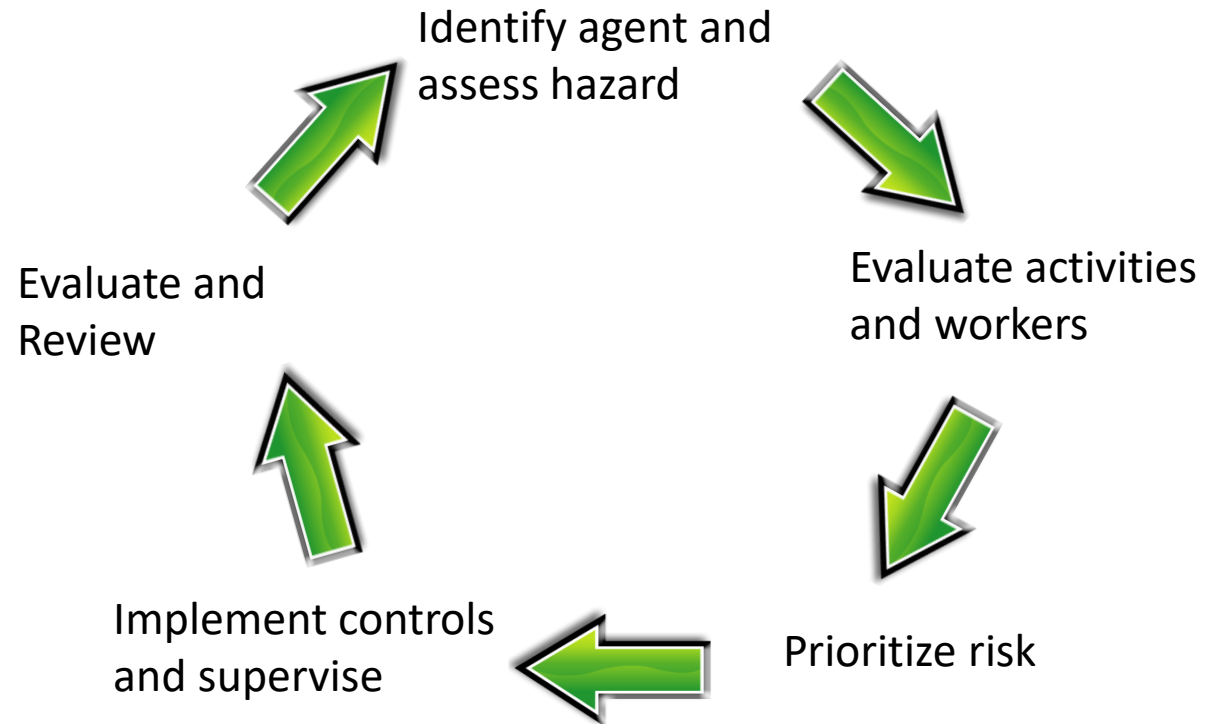 Identify agent and
assess hazard
Evaluate activities
and workers
Prioritize risk
Implement controls
and supervise
Evaluate and
Review